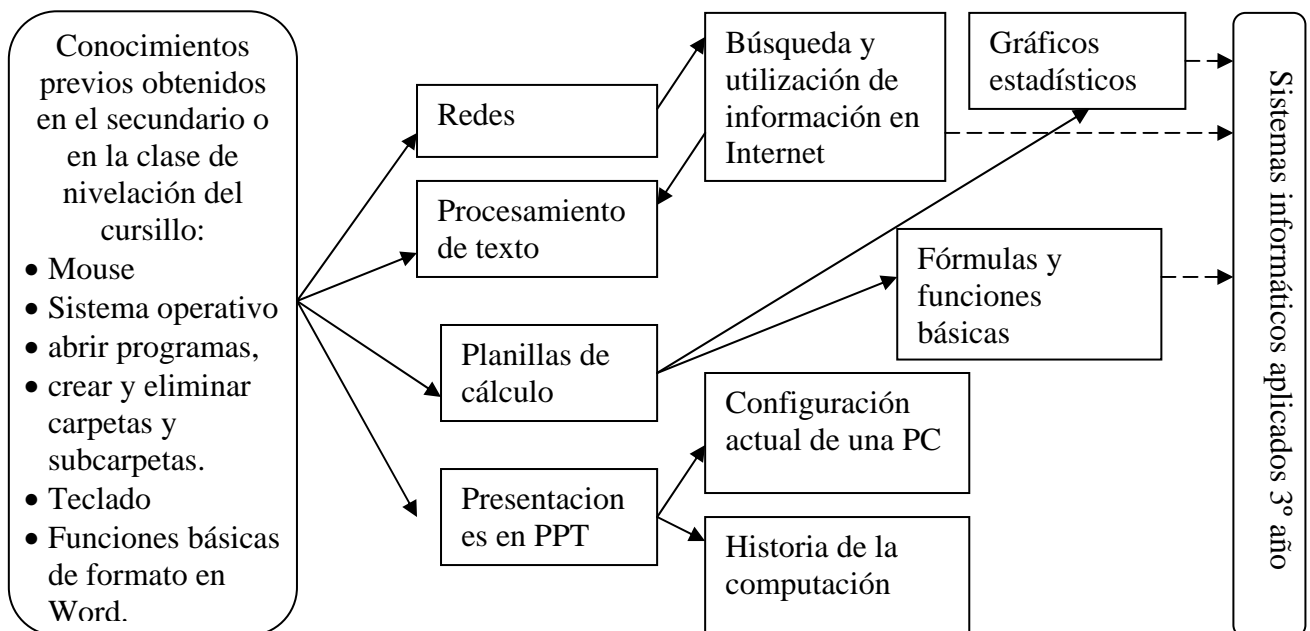 Conocimientos
previos obtenidos
en el secundario o
en la clase de
nivelación del
cursillo:
• Mouse
• Sistema operativo
• abrir programas,
• crear y eliminar
carpetas y
subcarpetas.
• Teclado
• Funciones básicas
de formato en
Word.
Redes
Procesamiento
de texto
Planillas de
cálculo
Presentacion
es en PPT
Búsqueda y
utilización de
información en
Internet
Gráficos
estadísticos
Fórmulas y
funciones
básicas
Configuración
actual de una PC
Historia de la
computación
Sistemas informáticos aplicados 3º año